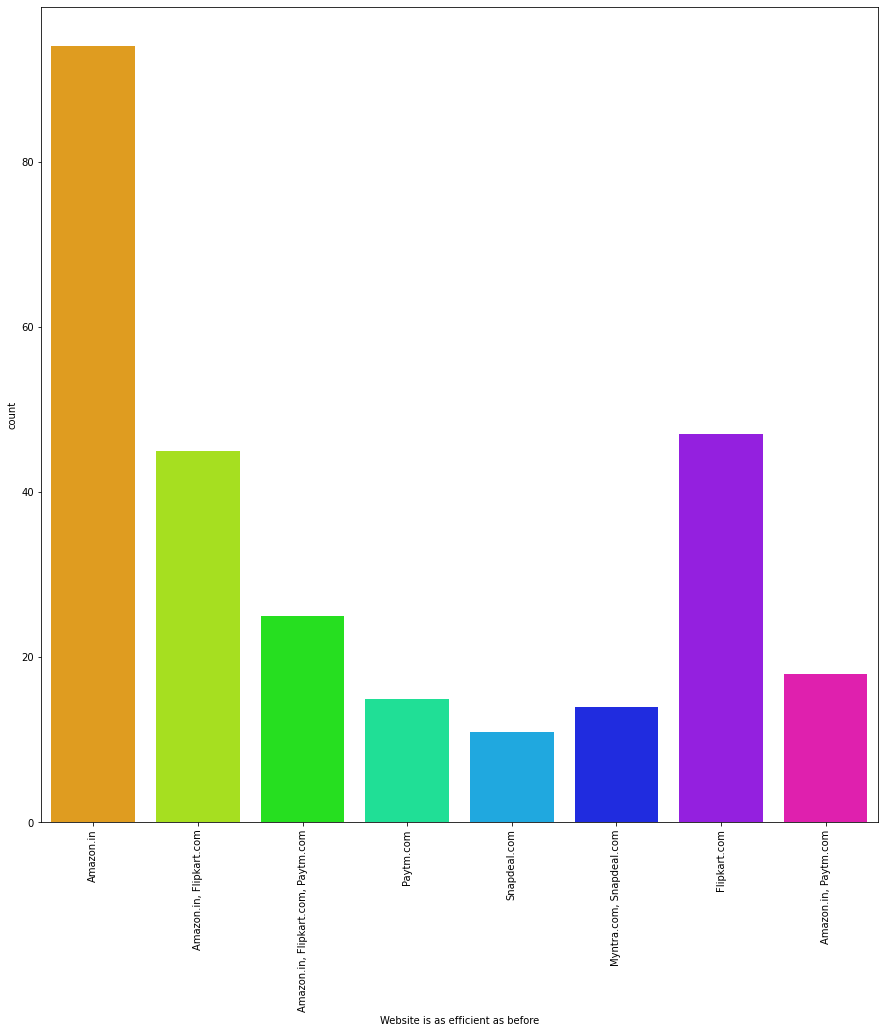 80
60
count
40
20
0
Amazon.in
Amazon.in, Flipkart.com
Amazon.in, Flipkart.com, Paytm.com
Paytm.com
Snapdeal.com
Myntra.com, Snapdeal.com
Flipkart.com
Amazon.in, Paytm.com
Website is as efficient as before